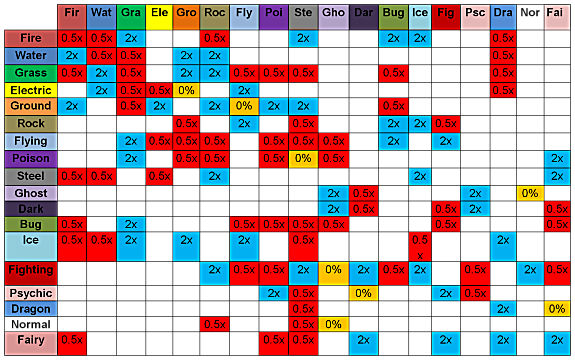 Fir Wat Gra Ele Gro Roc Fly Poi Ste Gho Dar Bug Ice Fig Psc Dra Nor Fai
Fire 0.5x 0.5x 2x 0.5x 2x 2x 2x 0.5x
Water 2x 0.5x 0.5x 2x 2x 0.5x
Grass 0.5x 2x 0.5x 2x 2x 0.5x 0.5x 0.5x 0.5x 0.5x
Electric 2x 0.5x 0.5x 0% 2x 0.5x
Ground 2x 0.5x 2x 2x 0% 2x 2x 0.5x
Rock 0.5x 2x 0.5x 2x 2x 0.5x
Flying 2x 0.5x 0.5x 0.5x 0.5x 0.5x 0.5x 2x 2x
Poison 2x 0.5x 0.5x 0.5x 0% 0.5x 2x
Steel 0.5x 0.5x 0.5x 2x 2x 2x
Ghost 2x 0.5x 2x 0%
Dark 2x 0.5x 0.5x 2x 0.5x
Bug 0.5x 2x 0.5x 0.5x 0.5x 0.5x 0.5x 0.5x
Ice 0.5x 0.5x 2x 2x 2x 0.5x 0.5 2x
x
Fighting 2x 0.5x 0.5x 2x 0% 2x 0.5x 2x 0.5x 2x 0.5x
Psychic 2x 0.5x 0% 2x 0.5x
Dragon 0.5x 2x 0%
Normal 0.5x 0.5x 0%
Fairy 0.5x 0.5x 0.5x 2x 2x 2x 2x